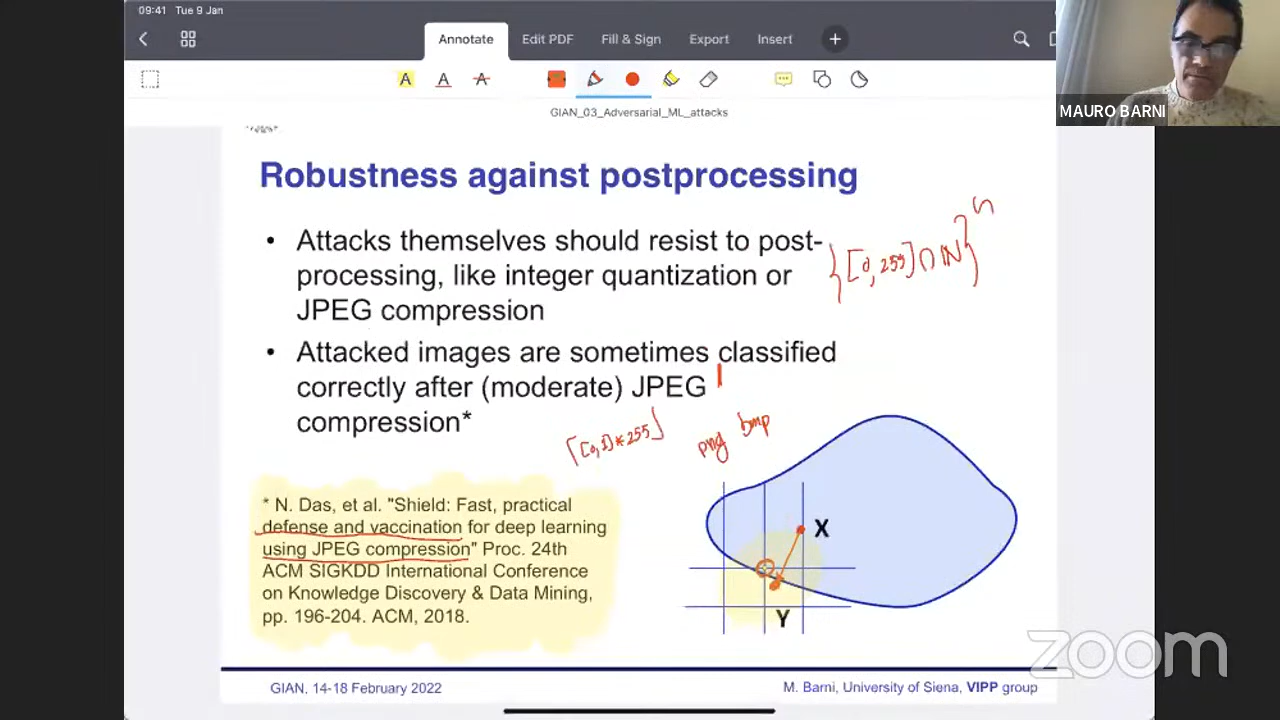 09:41 Tue 9 Jan
Annotate
Edit PDF
Fill & Sign
Export
Insert
MAURO BARNI
GIAN_03_Adversarial_ML_attacks
Robustness against postprocessing
• Attacks themselves should resist to post-
processing, like integer quantization or
JPEG compression
{[0, 255] ∩ IN}ⁿ
• Attacked images are sometimes classified
correctly after (moderate) JPEG
compression*
⌈[0,1]*255⌋
png bmp
* N. Das, et al. "Shield: Fast, practical
defense and vaccination for deep learning
using JPEG compression" Proc. 24th
ACM SIGKDD International Conference
on Knowledge Discovery & Data Mining,
pp. 196-204. ACM, 2018.
X
Y
zoom
GIAN, 14-18 February 2022
M. Barni, University of Siena, VIPP group